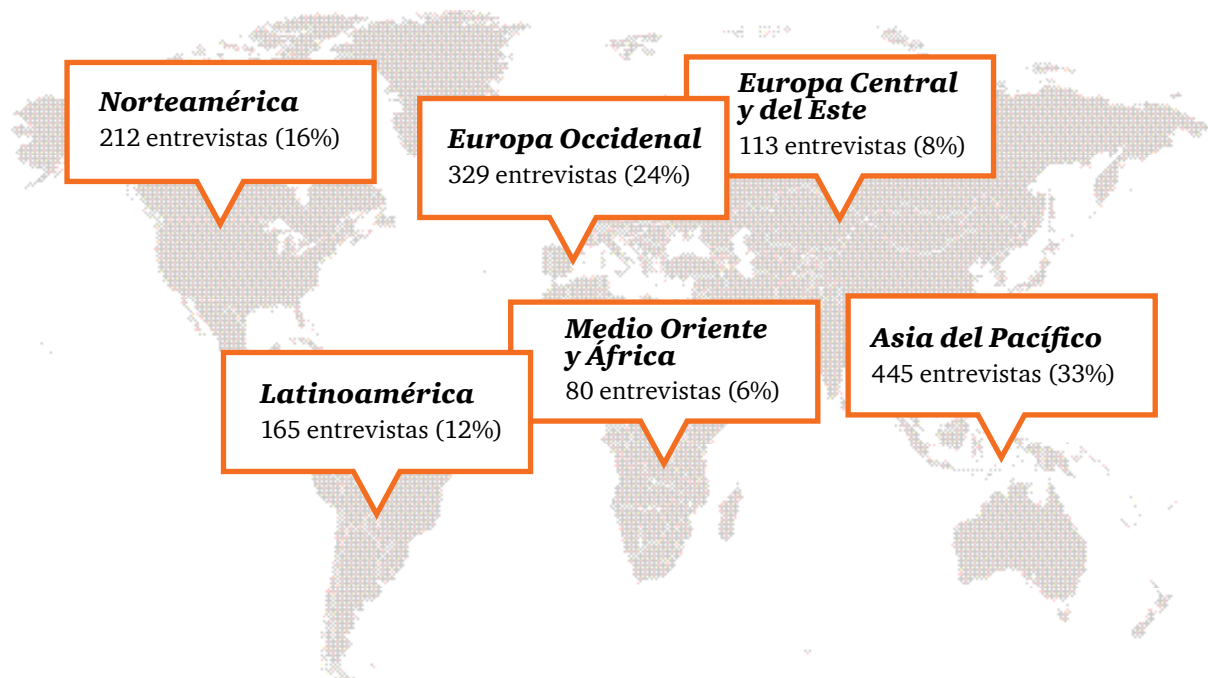 Norteamérica
212 entrevistas (16%)
Europa Occidenal
329 entrevistas (24%)
Europa Central
y del Este
113 entrevistas (8%)
Latinoamérica
165 entrevistas (12%)
Medio Oriente
y África
80 entrevistas (6%)
Asia del Pacífico
445 entrevistas (33%)